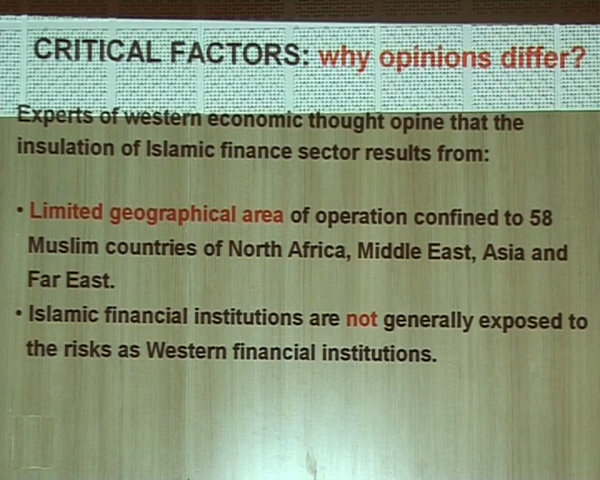 CRITICAL FACTORS: why opinions differ?
Experts of western economic thought opine that the
insulation of Islamic finance sector results from:
• Limited geographical area of operation confined to 58
Muslim countries of North Africa, Middle East, Asia and
Far East.
• Islamic financial institutions are not generally exposed to
the risks as Western financial institutions.